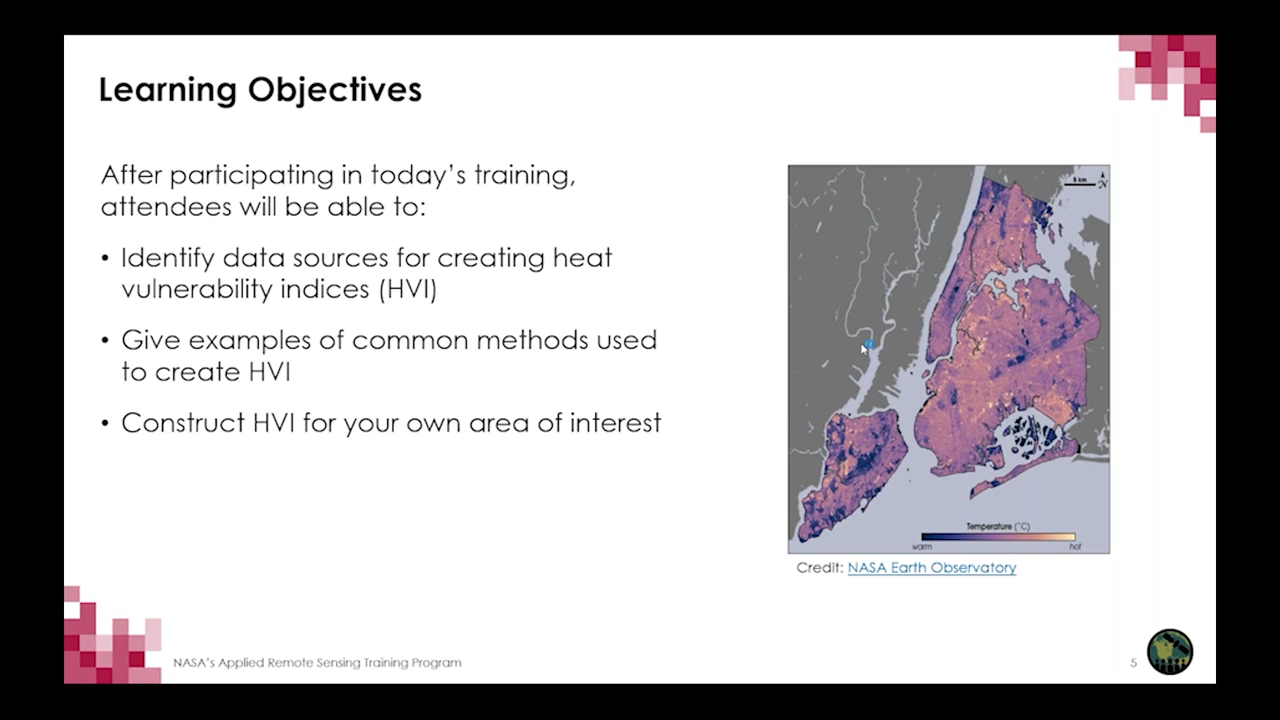 Learning Objectives
After participating in today's training,
attendees will be able to:
• Identify data sources for creating heat
vulnerability indices (HVI)
• Give examples of common methods used
to create HVI
• Construct HVI for your own area of interest
5 km
N
Temperature (°C)
warm
hot
Credit: NASA Earth Observatory
NASA's Applied Remote Sensing Training Program
5